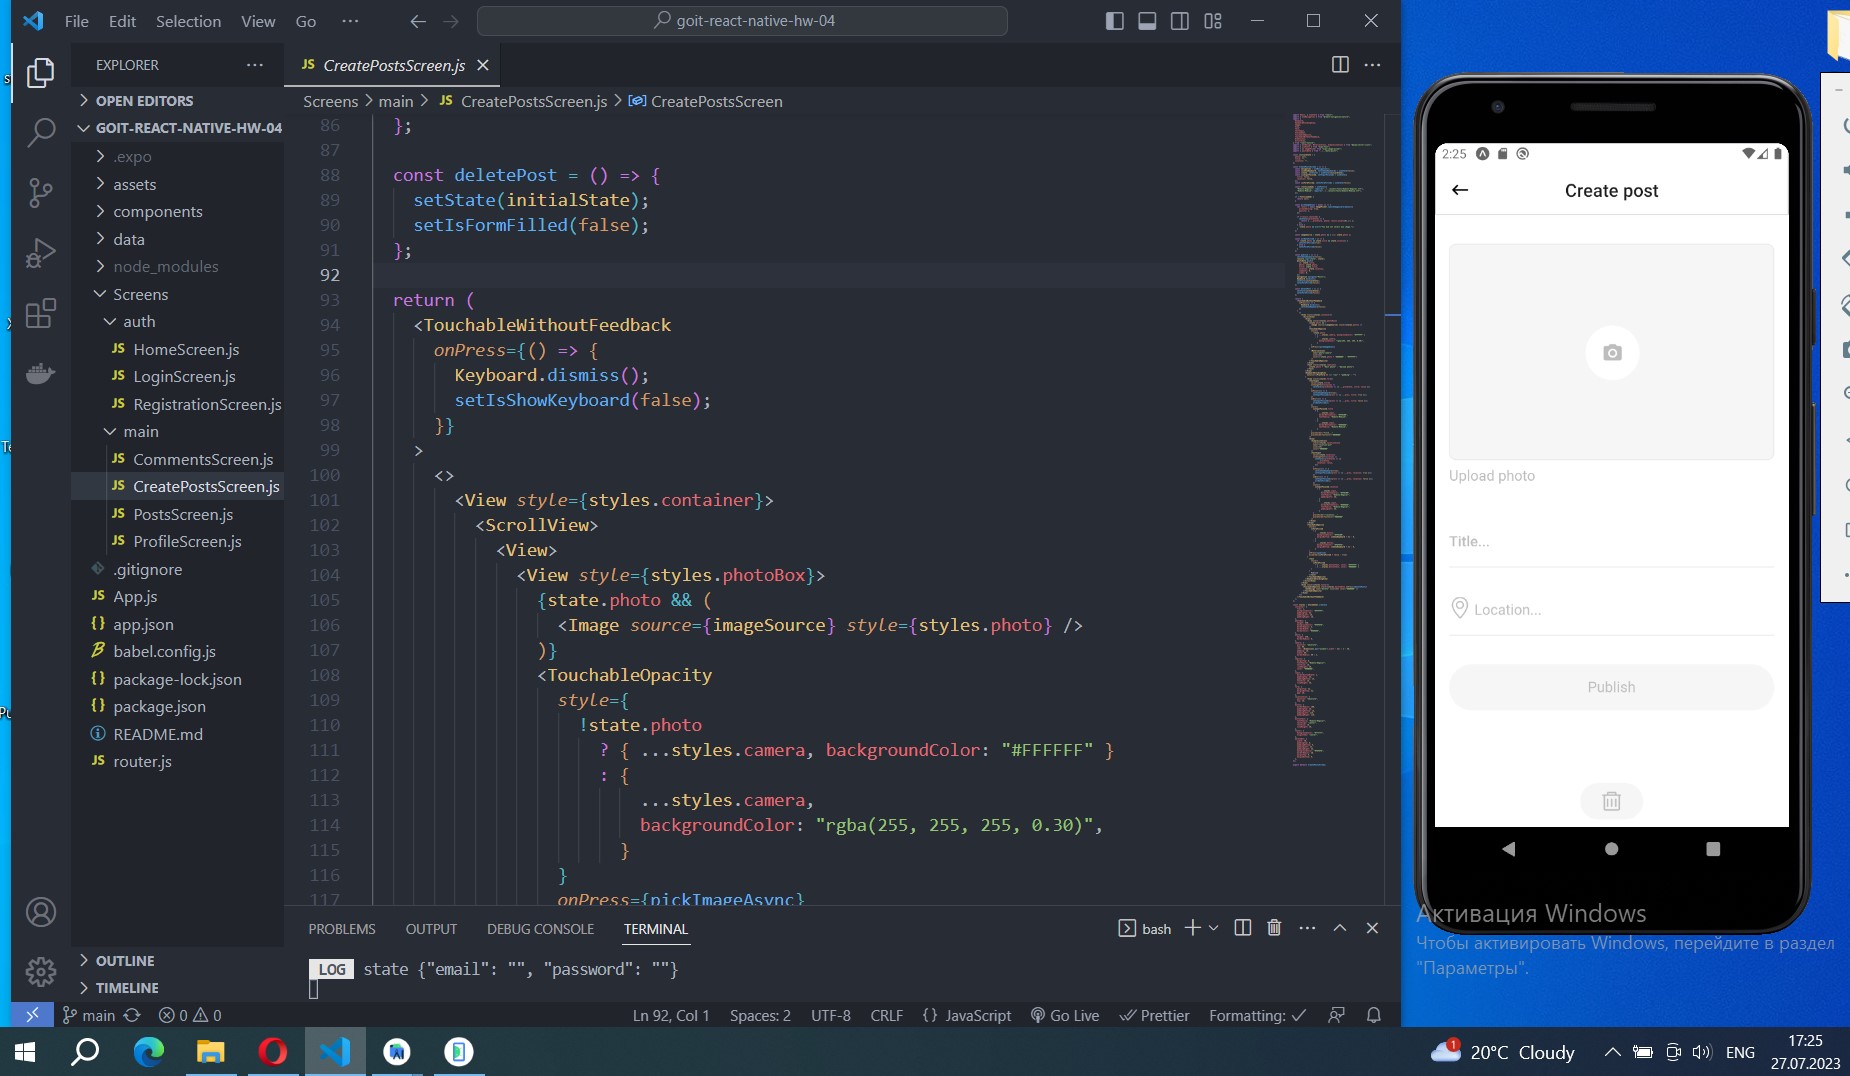 File Edit Selection View Go ···
goit-react-native-hw-04
EXPLORER
OPEN EDITORS
GOIT-REACT-NATIVE-HW-04
.expo
assets
components
data
node_modules
Screens
auth
JS HomeScreen.js
JS LoginScreen.js
JS RegistrationScreen.js
main
JS CommentsScreen.js
JS CreatePostsScreen.js
JS PostsScreen.js
JS ProfileScreen.js
.gitignore
JS App.js
{} app.json
babel.config.js
{} package-lock.json
{} package.json
README.md
JS router.js
OUTLINE
TIMELINE
JS CreatePostsScreen.js
Screens > main > JS CreatePostsScreen.js > CreatePostsScreen
86 };
87
88 const deletePost = () => {
89 setState(initialState);
90 setIsFormFilled(false);
91 };
92
93 return (
94 <TouchableWithoutFeedback
95 onPress={() => {
96 Keyboard.dismiss();
97 setIsShowKeyboard(false);
98 }}
99 >
100 <>
101 <View style={styles.container}>
102 <ScrollView>
103 <View>
104 <View style={styles.photoBox}>
105 {state.photo && (
106 <Image source={imageSource} style={styles.photo} />
107 )}
108 <TouchableOpacity
109 style={
110 !state.photo
111 ? { ...styles.camera, backgroundColor: "#FFFFFF" }
112 : {
113 ...styles.camera,
114 backgroundColor: "rgba(255, 255, 255, 0.30)",
115 }
116 }
117 onPress={pickImageAsync}
PROBLEMS OUTPUT DEBUG CONSOLE TERMINAL
bash
LOG state {"email": "", "password": ""}
main 0 0
Ln 92, Col 1 Spaces: 2 UTF-8 CRLF {} JavaScript Go Live Prettier Formatting: ✓
2:25
Create post
Upload photo
Title...
Location...
Publish
Активация Windows
Чтобы активировать Windows, перейдите в раздел
"Параметры".
1 20°C Cloudy
ENG
17:25
27.07.2023